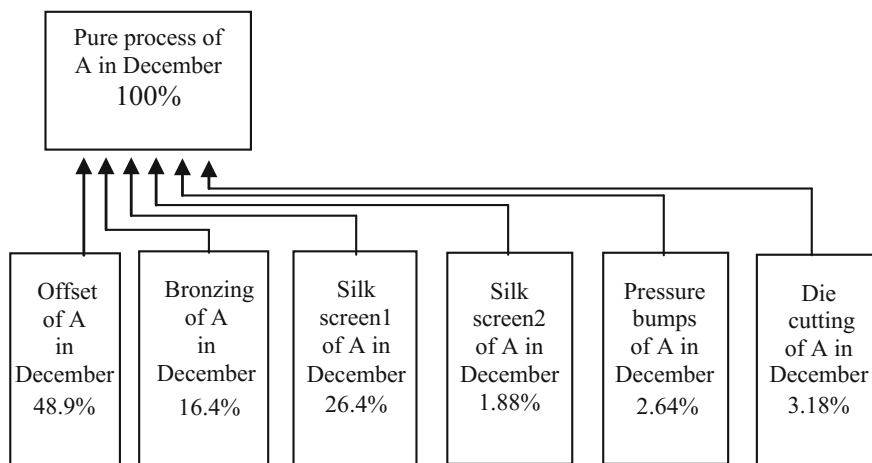 Pure process of
A in December
100%
Offset
of A
in
December
48.9%
Bronzing
of A
in
December
16.4%
Silk
screen1
of A in
December
26.4%
Silk
screen2
of A in
December
1.88%
Pressure
bumps
of A in
December
2.64%
Die
cutting
of A in
December
3.18%